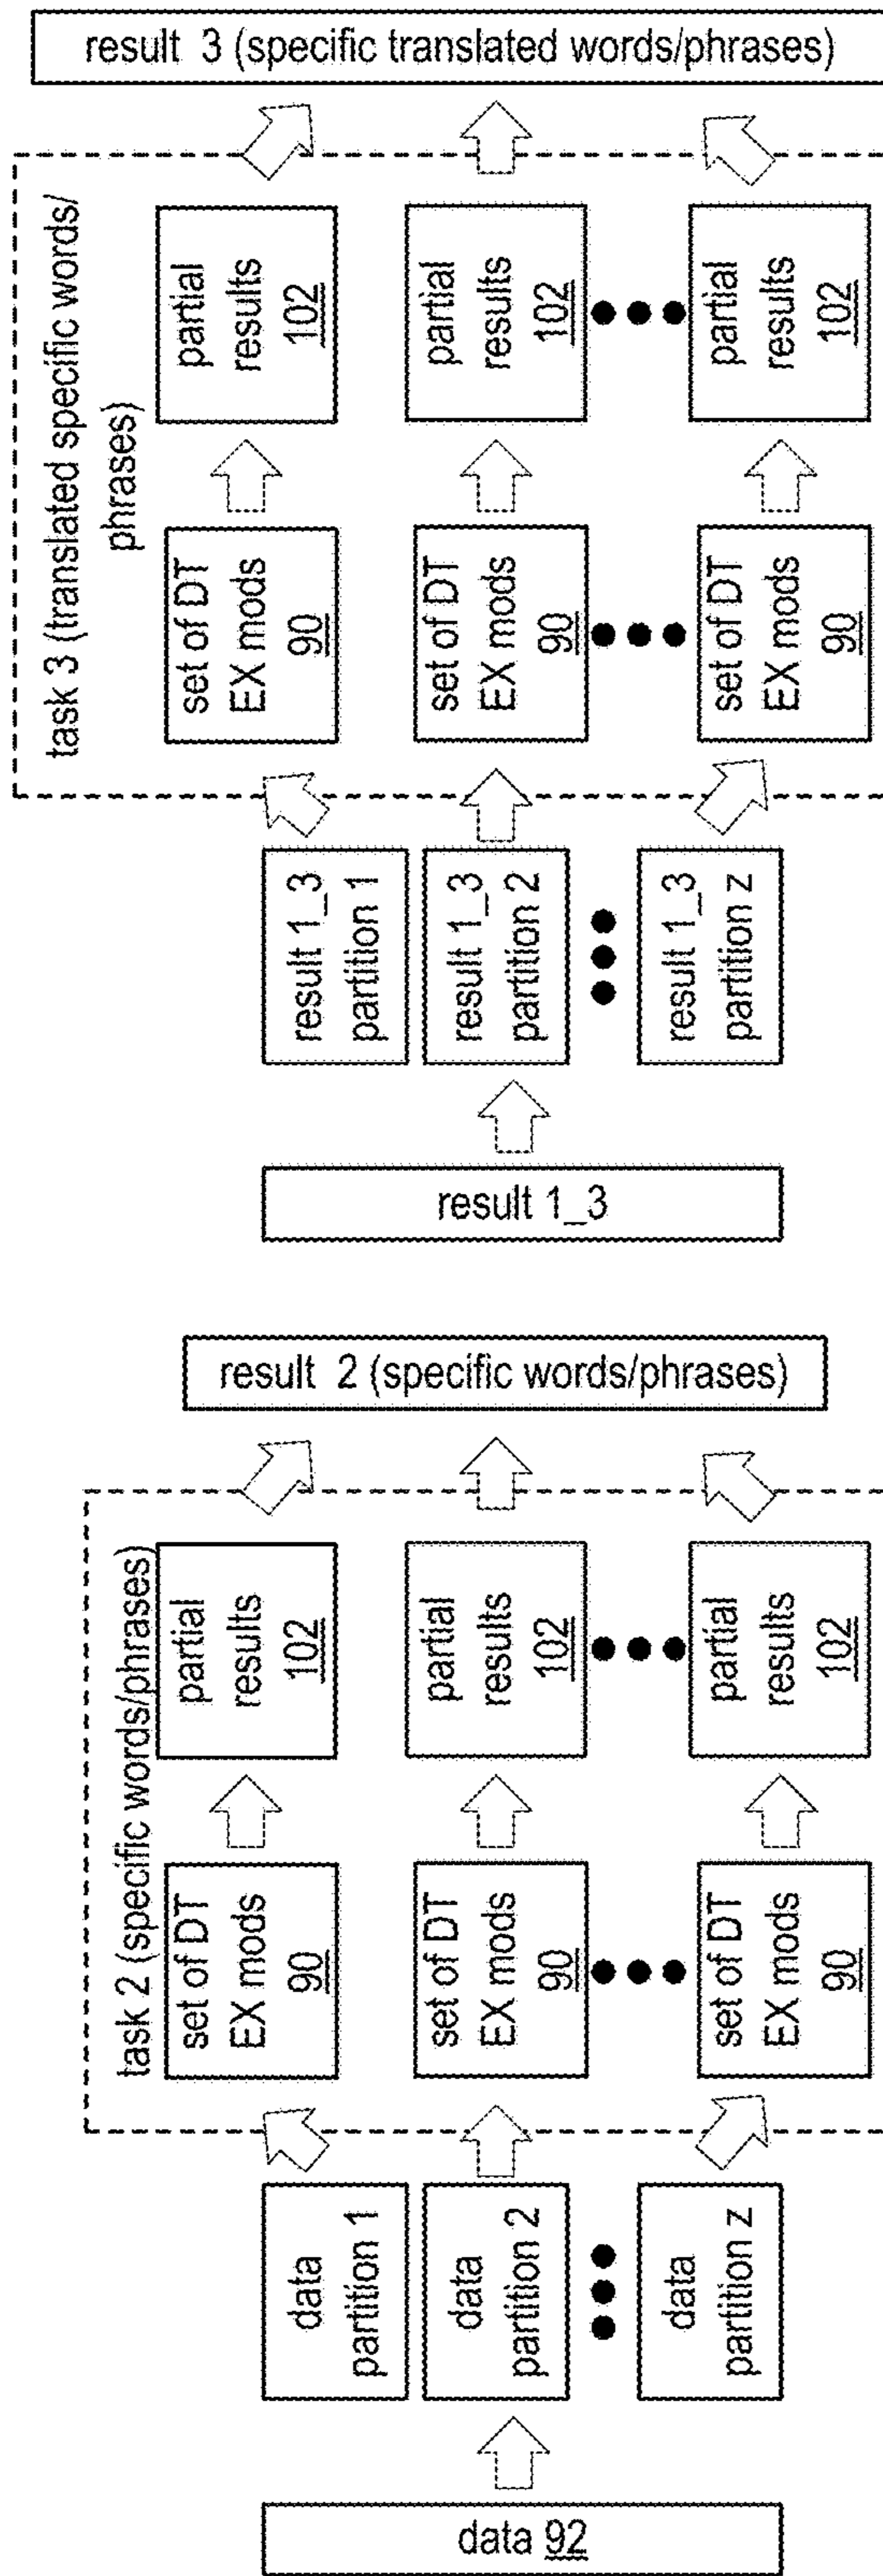 data 92
data
partition 1
data
partition 2
data
partition z
task 2 (specific words/phrases)
set of DT
EX mods
90
partial
results
102
set of DT
EX mods
90
partial
results
102
set of DT
EX mods
90
partial
results
102
result 2 (specific words/phrases)
result 1_3
result 1_3
partition 1
result 1_3
partition 2
result 1_3
partition z
task 3 (translated specific words/
phrases)
set of DT
EX mods
90
partial
results
102
set of DT
EX mods
90
partial
results
102
set of DT
EX mods
90
partial
results
102
result 3 (specific translated words/phrases)